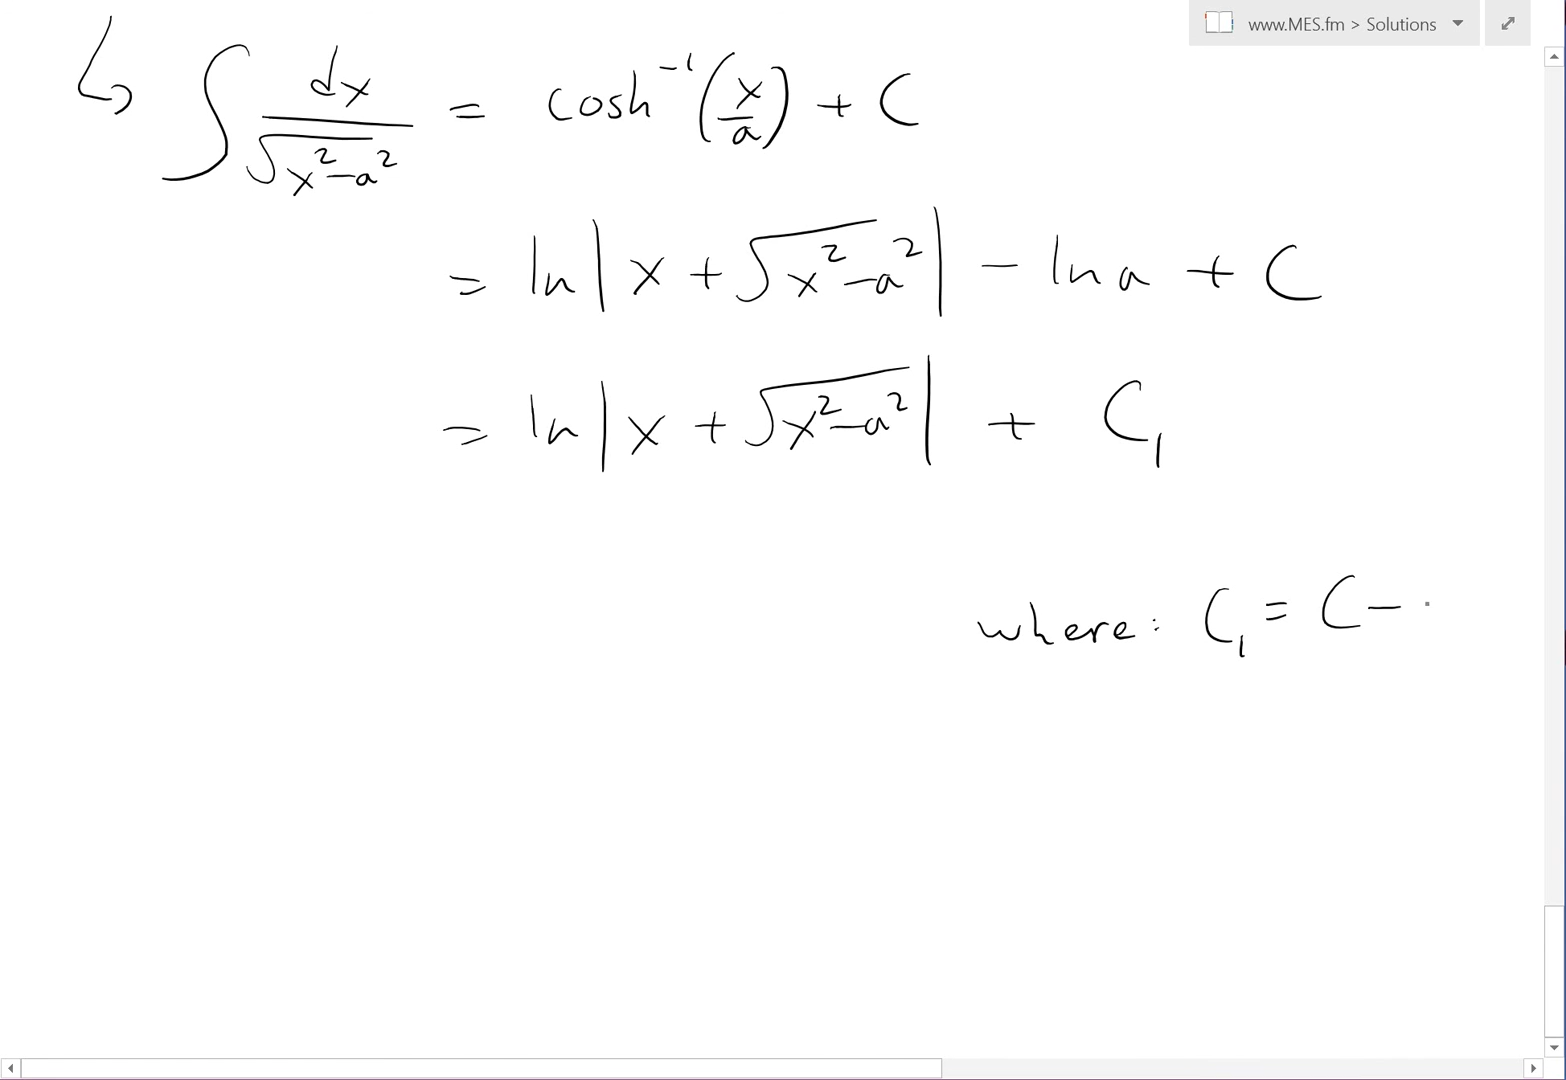 www.MES.fm > Solutions
∫ dx/√(x²-a²) = cosh⁻¹(x/a) + C
= ln|x + √(x²-a²)| - ln a + C
= ln|x + √(x²-a²)| + C₁
where: C₁ = C -